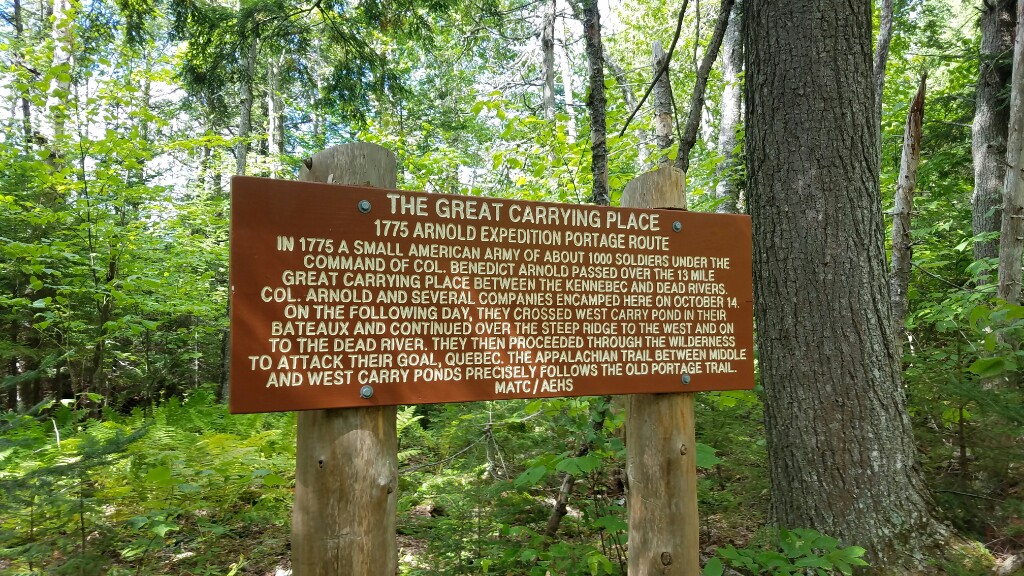 THE GREAT CARRYING PLACE
1775 ARNOLD EXPEDITION PORTAGE ROUTE
IN 1775 A SMALL AMERICAN ARMY OF ABOUT 1000 SOLDIERS UNDER THE
COMMAND OF COL. BENEDICT ARNOLD PASSED OVER THE 13 MILE
GREAT CARRYING PLACE BETWEEN THE KENNEBEC AND DEAD RIVERS.
COL. ARNOLD AND SEVERAL COMPANIES ENCAMPED HERE ON OCTOBER 14.
ON THE FOLLOWING DAY, THEY CROSSED WEST CARRY POND IN THEIR
BATEAUX AND CONTINUED OVER THE STEEP RIDGE TO THE WEST AND ON
TO THE DEAD RIVER. THEY THEN PROCEEDED THROUGH THE WILDERNESS
TO ATTACK THEIR GOAL, QUEBEC. THE APPALACHIAN TRAIL BETWEEN MIDDLE
AND WEST CARRY PONDS PRECISELY FOLLOWS THE OLD PORTAGE TRAIL.
MATC/AEHS